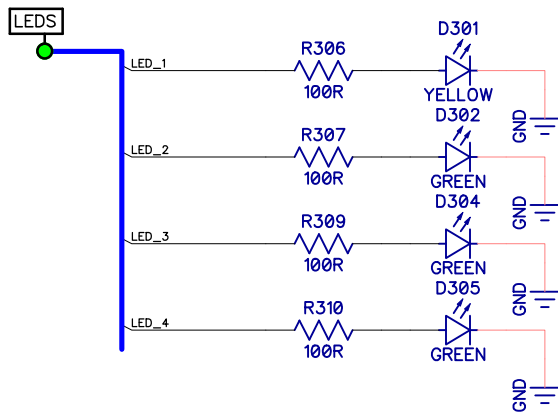 LEDS
LED_1
R306
100R
D301
YELLOW
GND
LED_2
R307
100R
D302
GREEN
GND
LED_3
R309
100R
D304
GREEN
GND
LED_4
R310
100R
D305
GREEN
GND